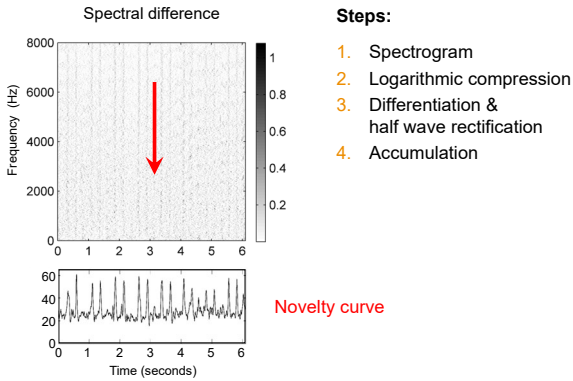 Spectral difference
Steps:
1. Spectrogram
2. Logarithmic compression
3. Differentiation &
half wave rectification
4. Accumulation
Frequency (Hz)
8000
6000
4000
2000
0
0 1 2 3 4 5 6
1
0.8
0.6
0.4
0.2
60
40
20
0
0 1 2 3 4 5 6
Time (seconds)
Novelty curve